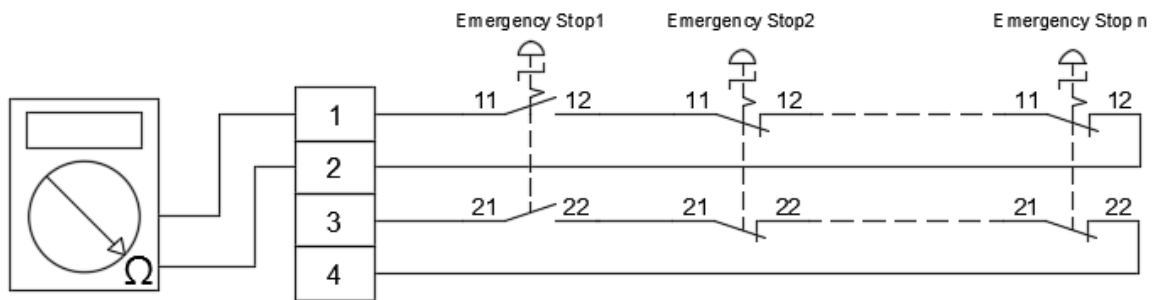 Emergency Stop1
Emergency Stop2
Emergency Stop n
11 12 11 12 11 12
1
2
21 22 21 22 21 22
3
4
Ω